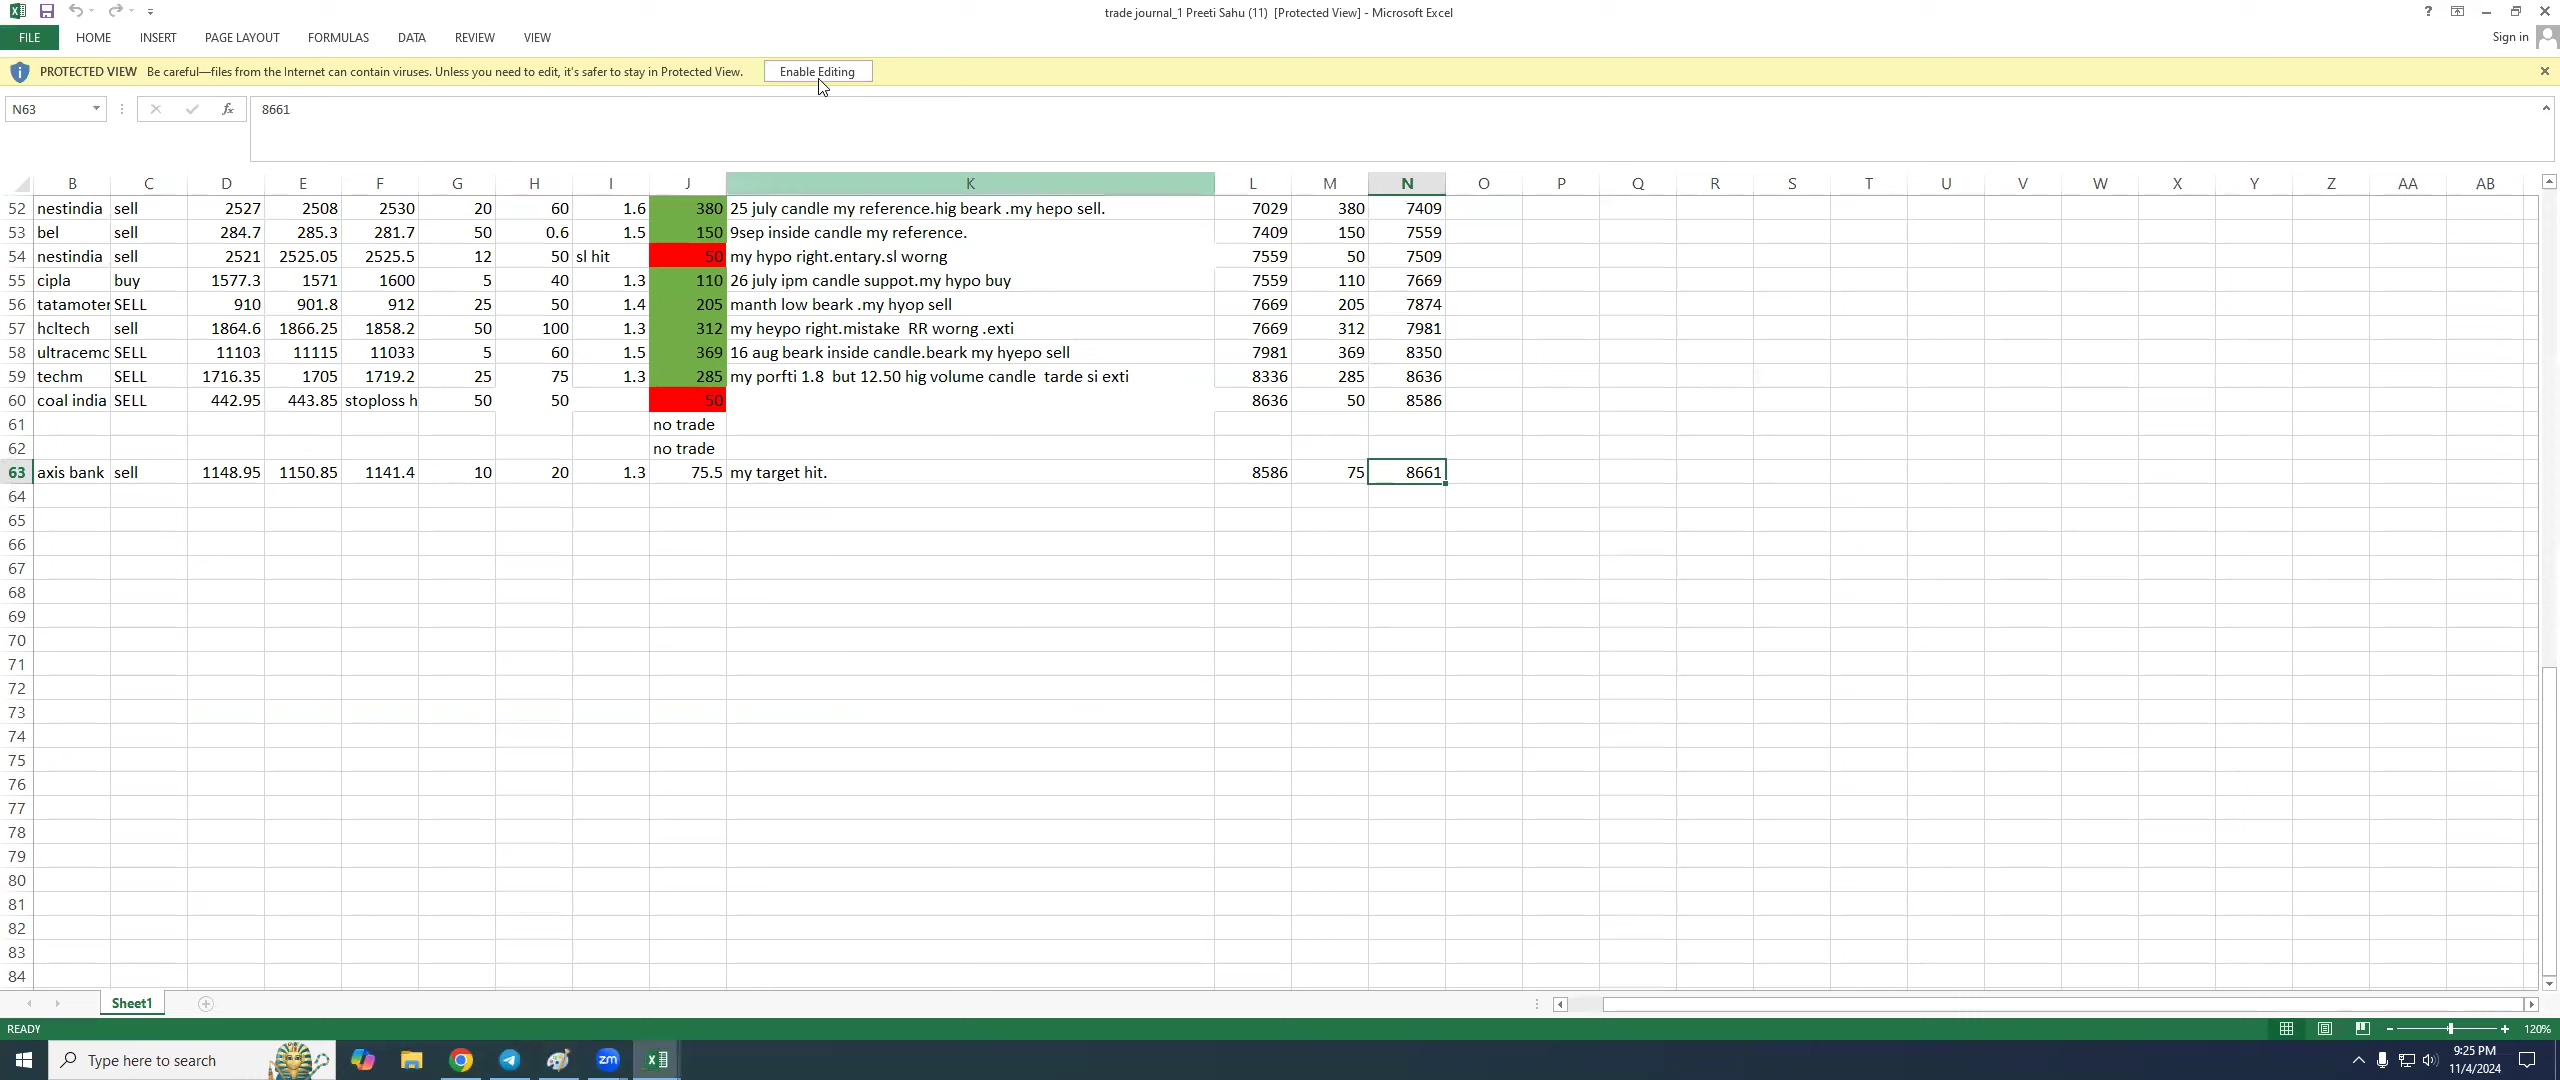 trade journal_1 Preeti Sahu (11) [Protected View] - Microsoft Excel
FILE HOME INSERT PAGE LAYOUT FORMULAS DATA REVIEW VIEW Sign in
PROTECTED VIEW Be careful—files from the Internet can contain viruses. Unless you need to edit, it's safer to stay in Protected View. Enable Editing
N63 fx 8661
B C D E F G H I J K L M N O P Q R S T U V W X Y Z AA AB
52 nestindia sell 2527 2508 2530 20 60 1.6 380 25 july candle my reference.hig beark .my hepo sell. 7029 380 7409
53 bel sell 284.7 285.3 281.7 50 0.6 1.5 150 9sep inside candle my reference. 7409 150 7559
54 nestindia sell 2521 2525.05 2525.5 12 50 sl hit 50 my hypo right.entary.sl worng 7559 50 7509
55 cipla buy 1577.3 1571 1600 5 40 1.3 110 26 july ipm candle suppot.my hypo buy 7559 110 7669
56 tatamoter SELL 910 901.8 912 25 50 1.4 205 manth low beark .my hyop sell 7669 205 7874
57 hcltech sell 1864.6 1866.25 1858.2 50 100 1.3 312 my heypo right.mistake RR worng .exti 7669 312 7981
58 ultracemc SELL 11103 11115 11033 5 60 1.5 369 16 aug beark inside candle.beark my hyepo sell 7981 369 8350
59 techm SELL 1716.35 1705 1719.2 25 75 1.3 285 my porfti 1.8 but 12.50 hig volume candle tarde si exti 8336 285 8636
60 coal india SELL 442.95 443.85 stoploss h 50 50 50 8636 50 8586
61 no trade
62 no trade
63 axis bank sell 1148.95 1150.85 1141.4 10 20 1.3 75.5 my target hit. 8586 75 8661
64
65
66
67
68
69
70
71
72
73
74
75
76
77
78
79
80
81
82
83
84
Sheet1
READY 120%
Type here to search zm 9:25 PM
11/4/2024